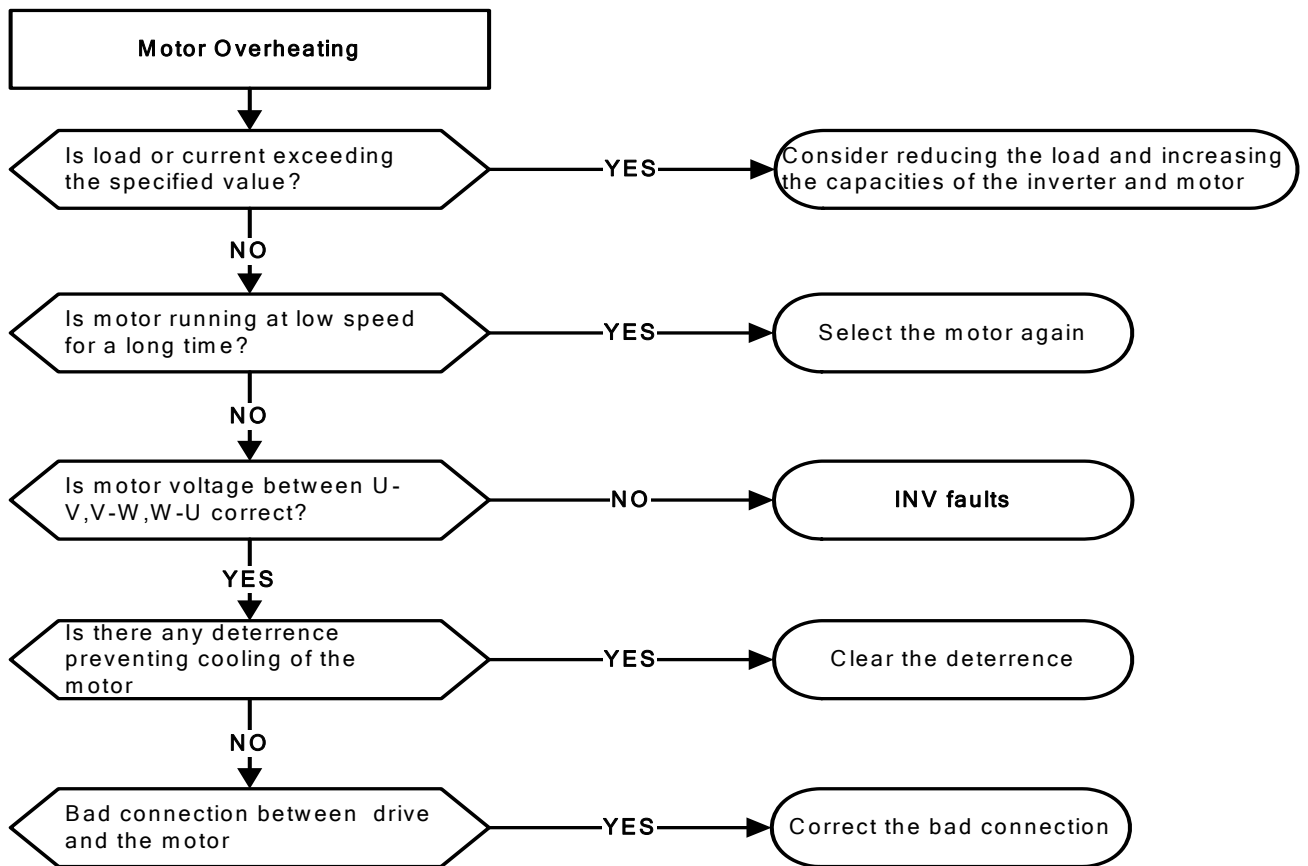 Motor Overheating
Is load or current exceeding
the specified value?
YES
Consider reducing the load and increasing
the capacities of the inverter and motor
NO
Is motor running at low speed
for a long time?
YES
Select the motor again
NO
Is motor voltage between U-
V,V-W,W-U correct?
NO
INV faults
YES
Is there any deterrence
preventing cooling of the
motor
YES
Clear the deterrence
NO
Bad connection between drive
and the motor
YES
Correct the bad connection